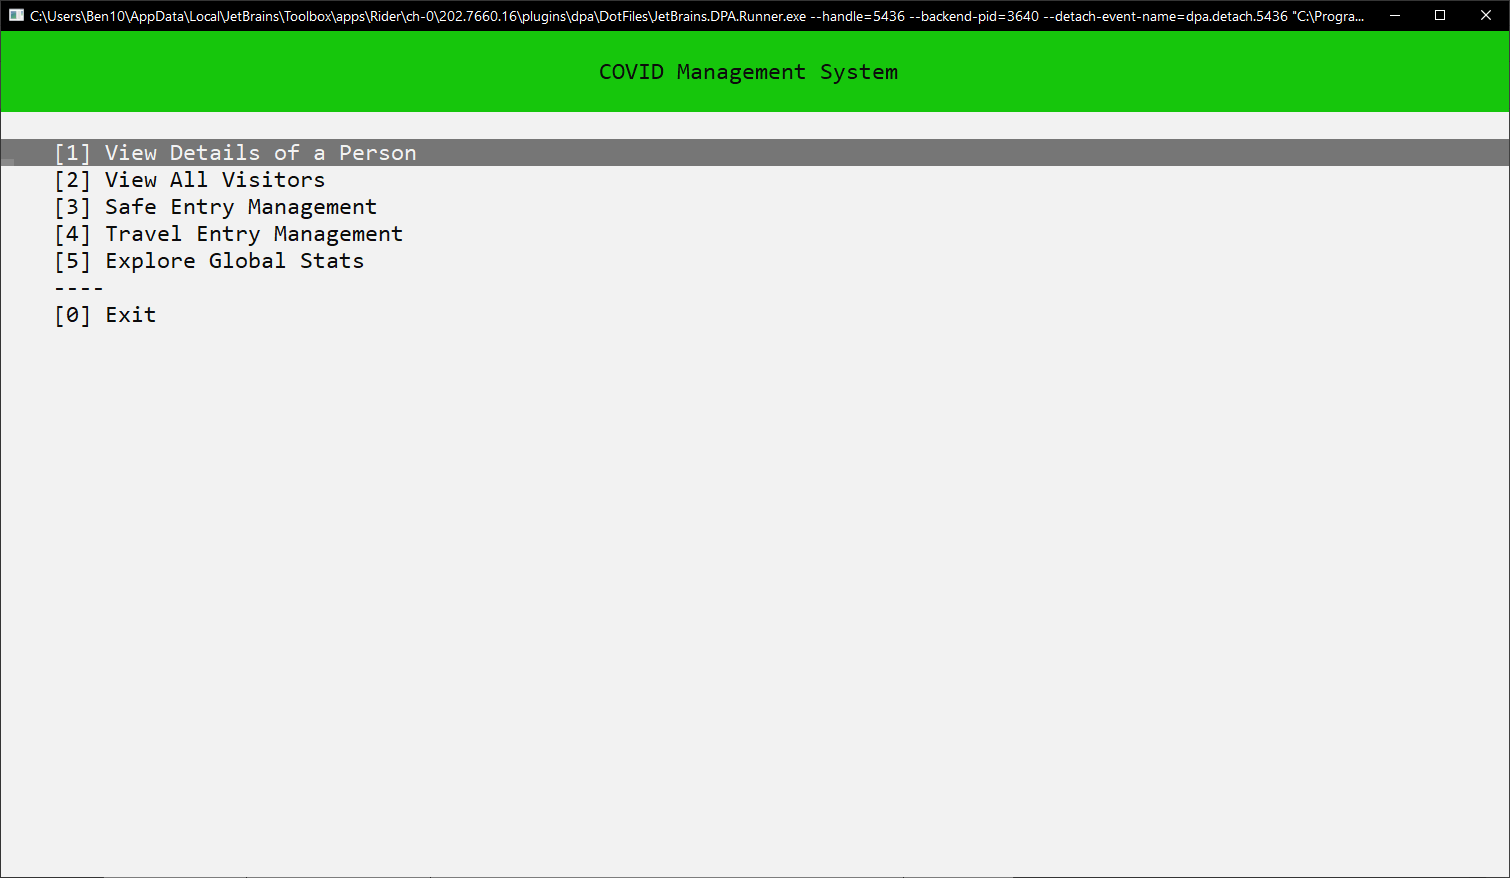 C:\Users\Ben10\AppData\Local\JetBrains\Toolbox\apps\Rider\ch-0\202.7660.16\plugins\dpa\DotFiles\JetBrains.DPA.Runner.exe --handle=5436 --backend-pid=3640 --detach-event-name=dpa.detach.5436 "C:\Progra...
COVID Management System
[1] View Details of a Person
[2] View All Visitors
[3] Safe Entry Management
[4] Travel Entry Management
[5] Explore Global Stats
----
[0] Exit